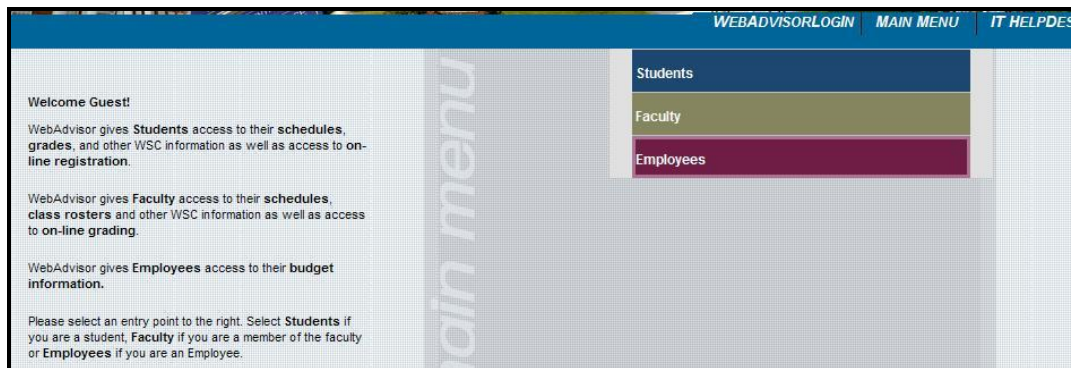 WEBADVISORLOGIN MAIN MENU IT HELPDES
Students
Faculty
Employees
main menu
Welcome Guest!
WebAdvisor gives Students access to their schedules,
grades, and other WSC information as well as access to on-
line registration.
WebAdvisor gives Faculty access to their schedules,
class rosters and other WSC information as well as access
to on-line grading.
WebAdvisor gives Employees access to their budget
information.
Please select an entry point to the right. Select Students if
you are a student, Faculty if you are a member of the faculty
or Employees if you are an Employee.